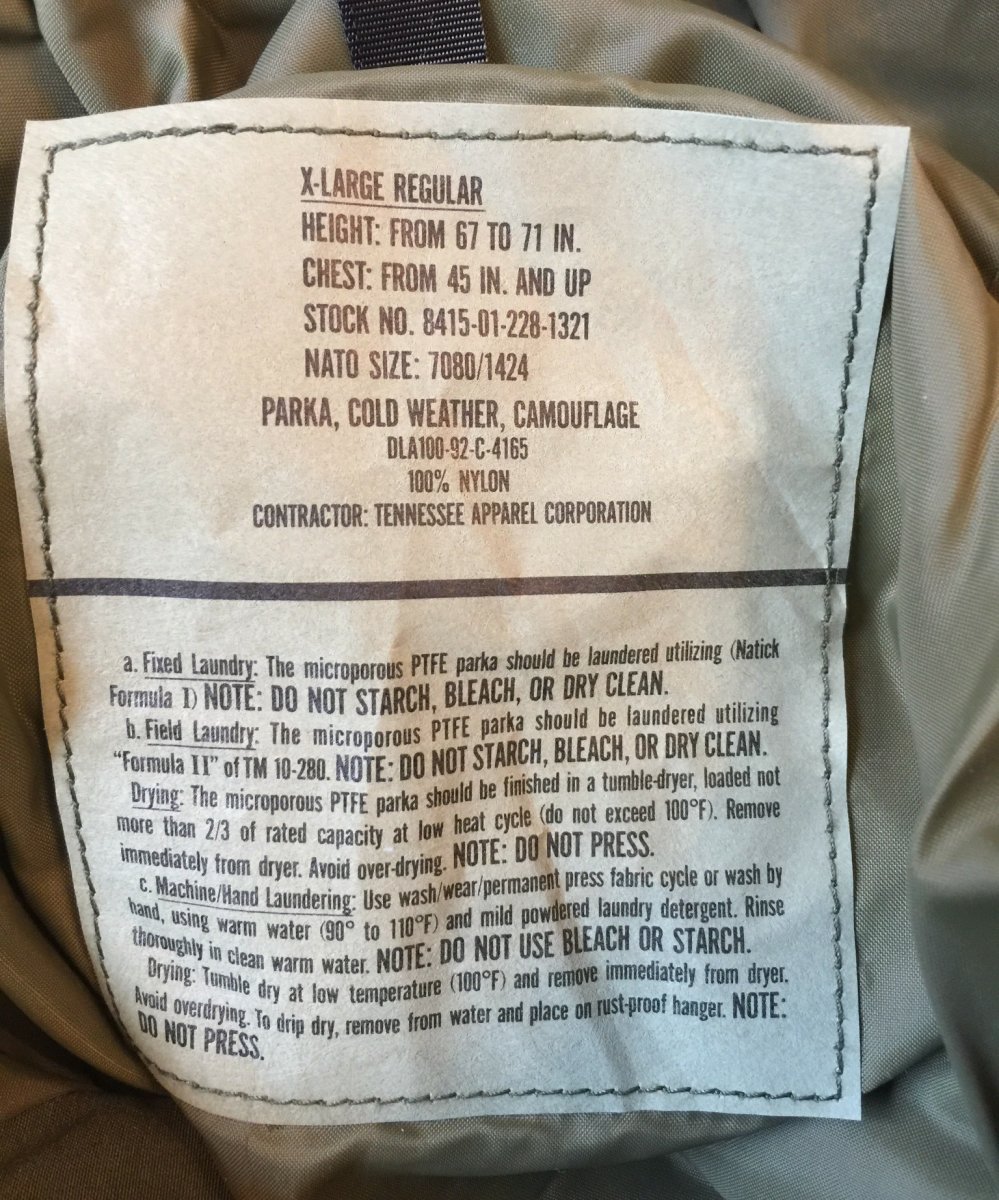 X-LARGE REGULAR
HEIGHT: FROM 67 TO 71 IN.
CHEST: FROM 45 IN. AND UP
STOCK NO. 8415-01-228-1321
NATO SIZE: 7080/1424
PARKA, COLD WEATHER, CAMOUFLAGE
DLA100-92-C-4165
100% NYLON
CONTRACTOR: TENNESSEE APPAREL CORPORATION
a. Fixed Laundry: The microporous PTFE parka should be laundered utilizing (Natick
Formula I) NOTE: DO NOT STARCH, BLEACH, OR DRY CLEAN.
b. Field Laundry: The microporous PTFE parka should be laundered utilizing
"Formula II" of TM 10-280. NOTE: DO NOT STARCH, BLEACH, OR DRY CLEAN.
Drying: The microporous PTFE parka should be finished in a tumble-dryer, loaded not
more than 2/3 of rated capacity at low heat cycle (do not exceed 100°F). Remove
immediately from dryer. Avoid over-drying. NOTE: DO NOT PRESS.
c. Machine/Hand Laundering: Use wash/wear/permanent press fabric cycle or wash by
hand, using warm water (90° to 110°F) and mild powdered laundry detergent. Rinse
thoroughly in clean warm water. NOTE: DO NOT USE BLEACH OR STARCH.
Drying: Tumble dry at low temperature (100°F) and remove immediately from dryer.
Avoid overdrying. To drip dry, remove from water and place on rust-proof hanger. NOTE:
DO NOT PRESS.